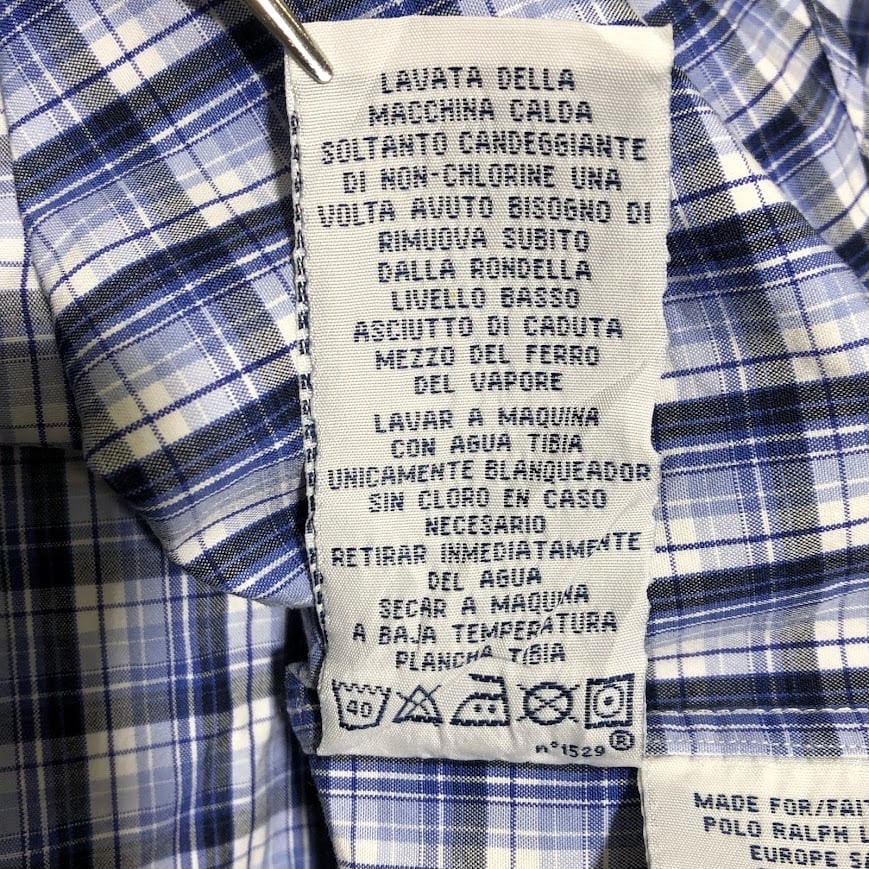 LAVATA DELLA
MACCHINA CALDA
SOLTANTO CANDEGGIANTE
DI NON-CHLORINE UNA
VOLTA AVUTO BISOGNO DI
RIMUOVA SUBITO
DALLA RONDELLA
LIVELLO BASSO
ASCIUTTO DI CADUTA
MEZZO DEL FERRO
DEL VAPORE
LAVAR A MAQUINA
CON AGUA TIBIA
UNICAMENTE BLANQUEADOR
SIN CLORO EN CASO
NECESARIO
RETIRAR INMEDIATAMENTE
DEL AGUA
SECAR A MAQUINA
A BAJA TEMPERATURA
PLANCHA TIBIA
40
n°1529®
MADE FOR/FAIT
POLO RALPH L
EUROPE SA